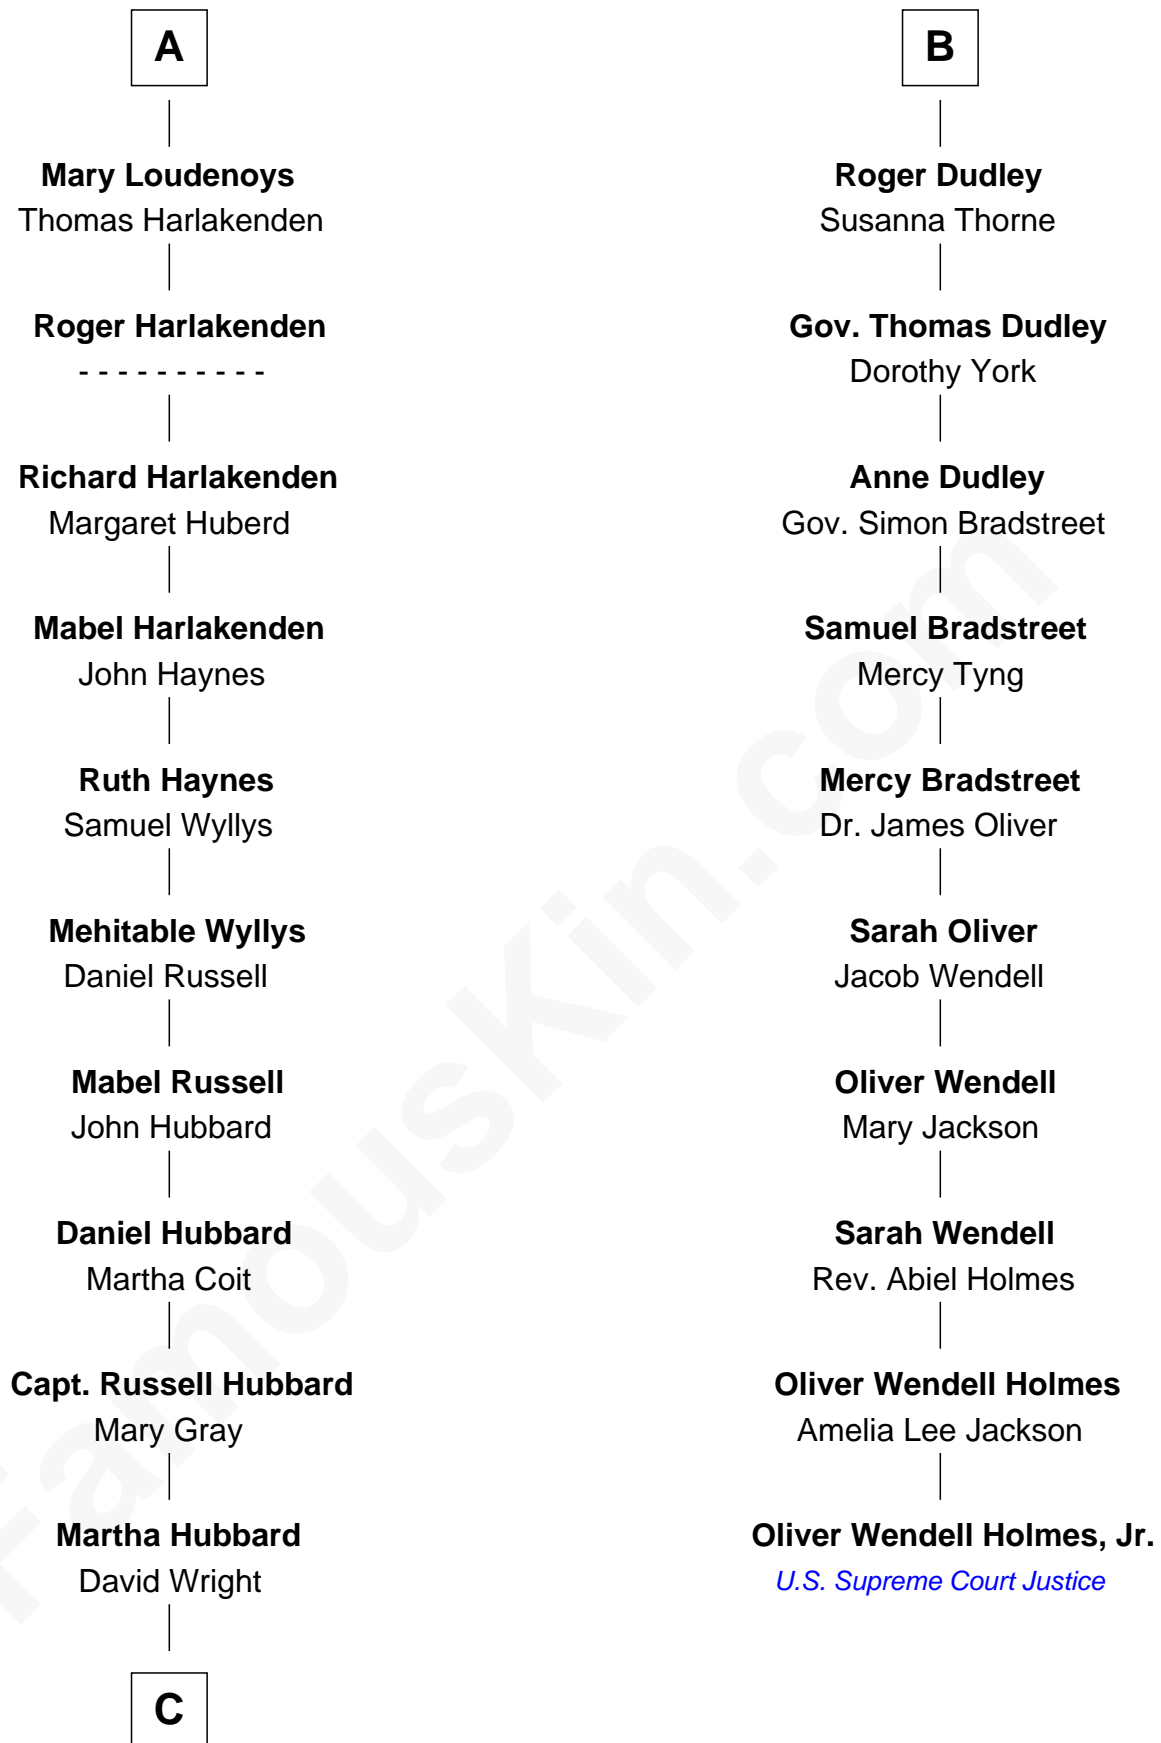 A
Mary Loudenoys
Thomas Harlakenden
Roger Harlakenden
- - - - - - - - - -
Richard Harlakenden
Margaret Huberd
Mabel Harlakenden
John Haynes
Ruth Haynes
Samuel Wyllys
Mehitable Wyllys
Daniel Russell
Mabel Russell
John Hubbard
Daniel Hubbard
Martha Coit
Capt. Russell Hubbard
Mary Gray
Martha Hubbard
David Wright
C
B
Roger Dudley
Susanna Thorne
Gov. Thomas Dudley
Dorothy York
Anne Dudley
Gov. Simon Bradstreet
Samuel Bradstreet
Mercy Tyng
Mercy Bradstreet
Dr. James Oliver
Sarah Oliver
Jacob Wendell
Oliver Wendell
Mary Jackson
Sarah Wendell
Rev. Abiel Holmes
Oliver Wendell Holmes
Amelia Lee Jackson
Oliver Wendell Holmes, Jr.
U.S. Supreme Court Justice
FamousKin.com